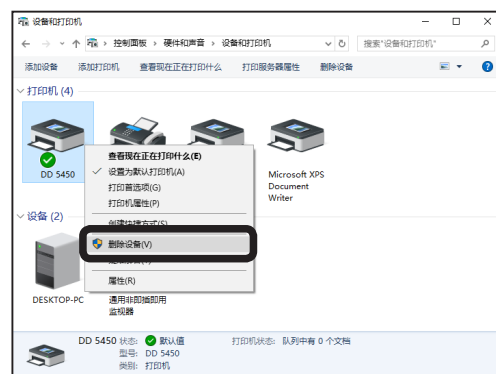 设备和打印机
控制面板 › 硬件和声音 › 设备和打印机
搜索"设备和打印机"
添加设备 添加打印机 查看现在正在打印什么 打印服务器属性 删除设备
打印机 (4)
DD 5450
Microsoft XPS
Document
Writer
查看现在正在打印什么(E)
设置为默认打印机(A)
打印首选项(G)
打印机属性(P)
创建快捷方式(S)
删除设备(V)
属性(R)
设备 (2)
DESKTOP-PC
通用非即插即用
监视器
DD 5450 状态: 默认值 打印机状态: 队列中有 0 个文档
型号: DD 5450
类别: 打印机